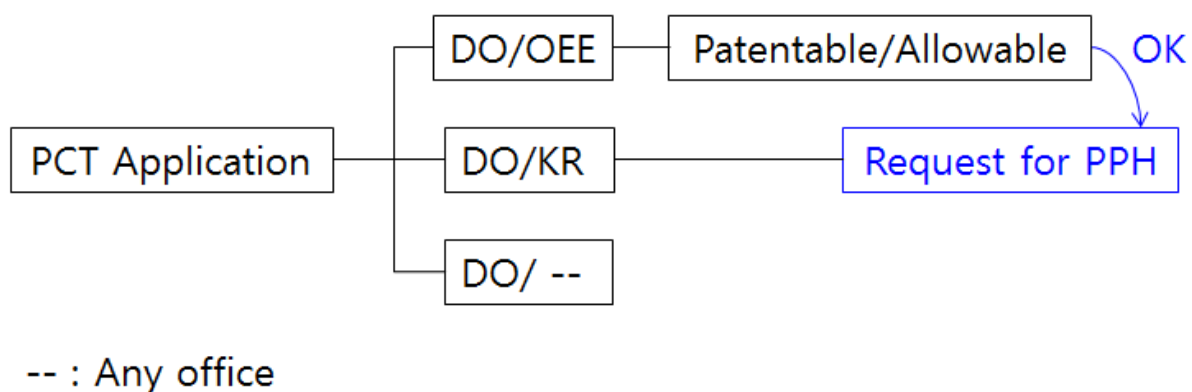 DO/OEE
Patentable/Allowable
OK
PCT Application
DO/KR
Request for PPH
DO/ --
-- : Any office